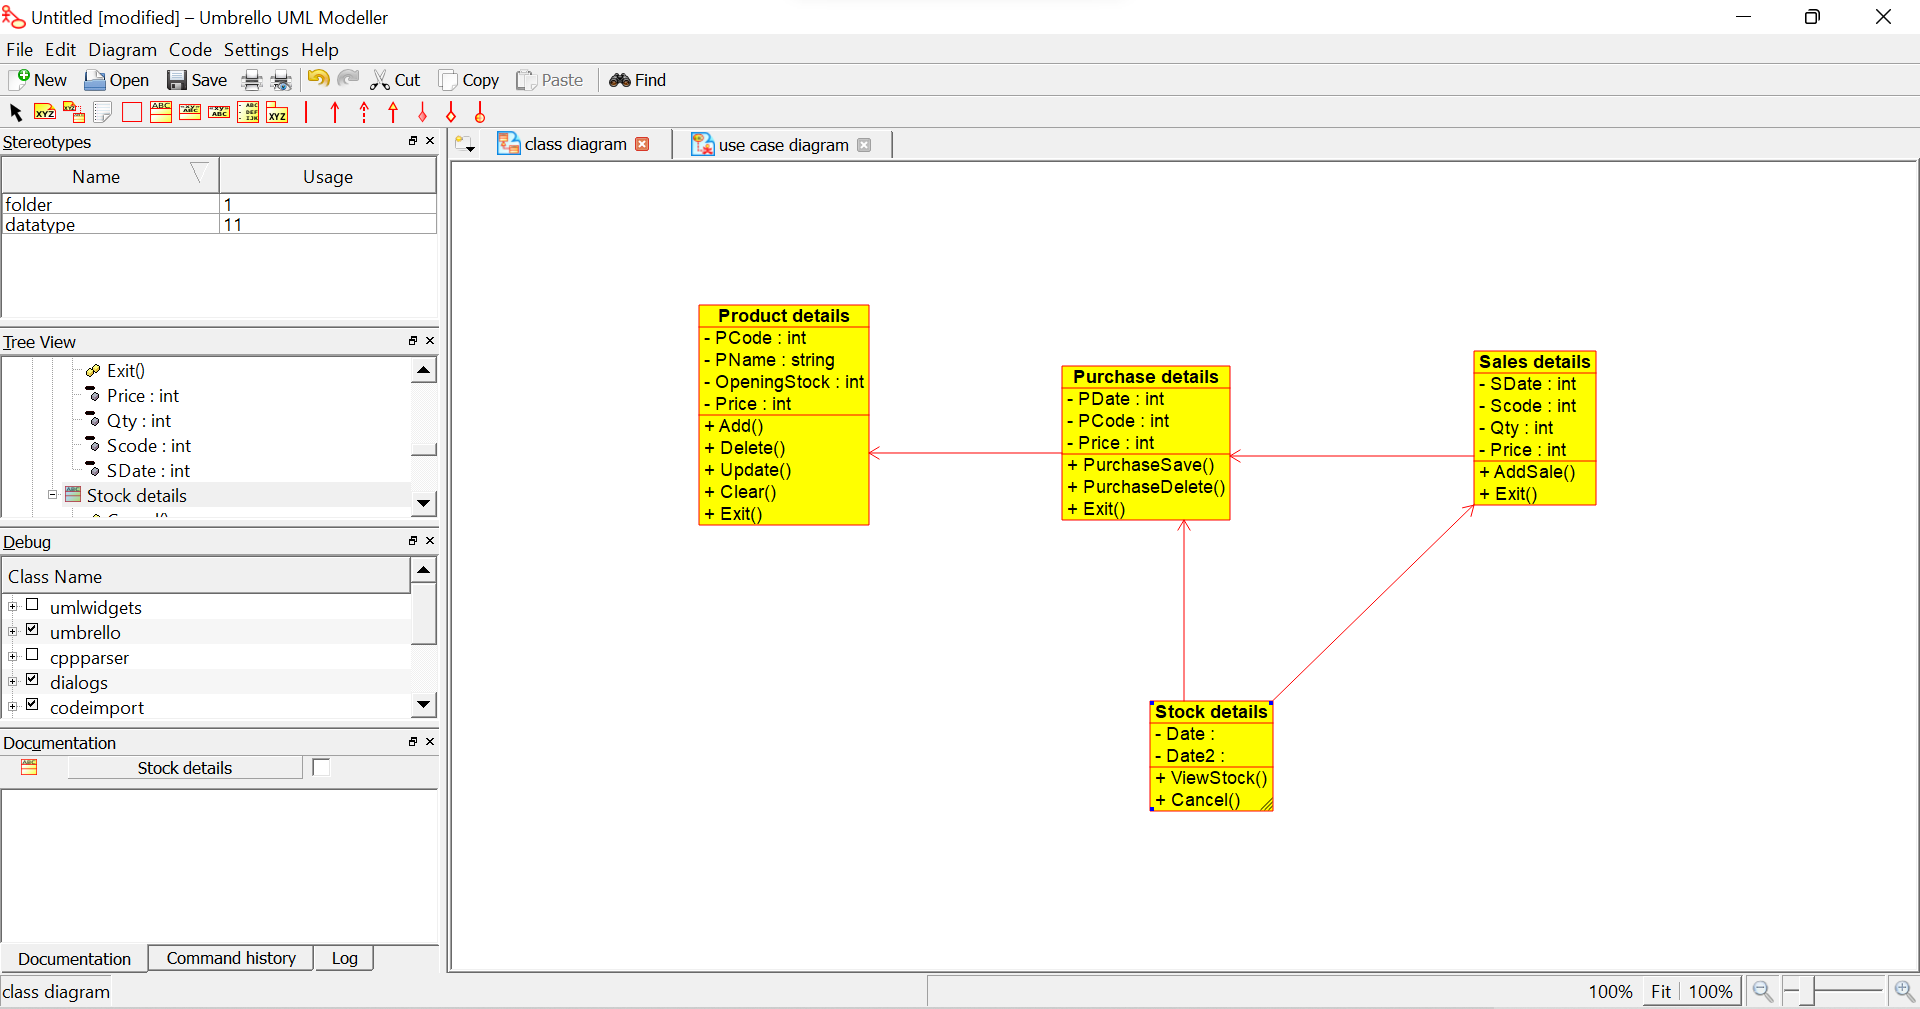 Untitled [modified] – Umbrello UML Modeller
File Edit Diagram Code Settings Help
New Open Save Cut Copy Paste Find
Stereotypes
Name Usage
folder 1
datatype 11
Tree View
Exit()
Price : int
Qty : int
Scode : int
SDate : int
Stock details
Debug
Class Name
umlwidgets
umbrello
cppparser
dialogs
codeimport
Documentation
Stock details
Documentation Command history Log
class diagram
class diagram use case diagram
Product details
- PCode : int
- PName : string
- OpeningStock : int
- Price : int
+ Add()
+ Delete()
+ Update()
+ Clear()
+ Exit()
Purchase details
- PDate : int
- PCode : int
- Price : int
+ PurchaseSave()
+ PurchaseDelete()
+ Exit()
Sales details
- SDate : int
- Scode : int
- Qty : int
- Price : int
+ AddSale()
+ Exit()
Stock details
- Date :
- Date2 :
+ ViewStock()
+ Cancel()
100% Fit 100%